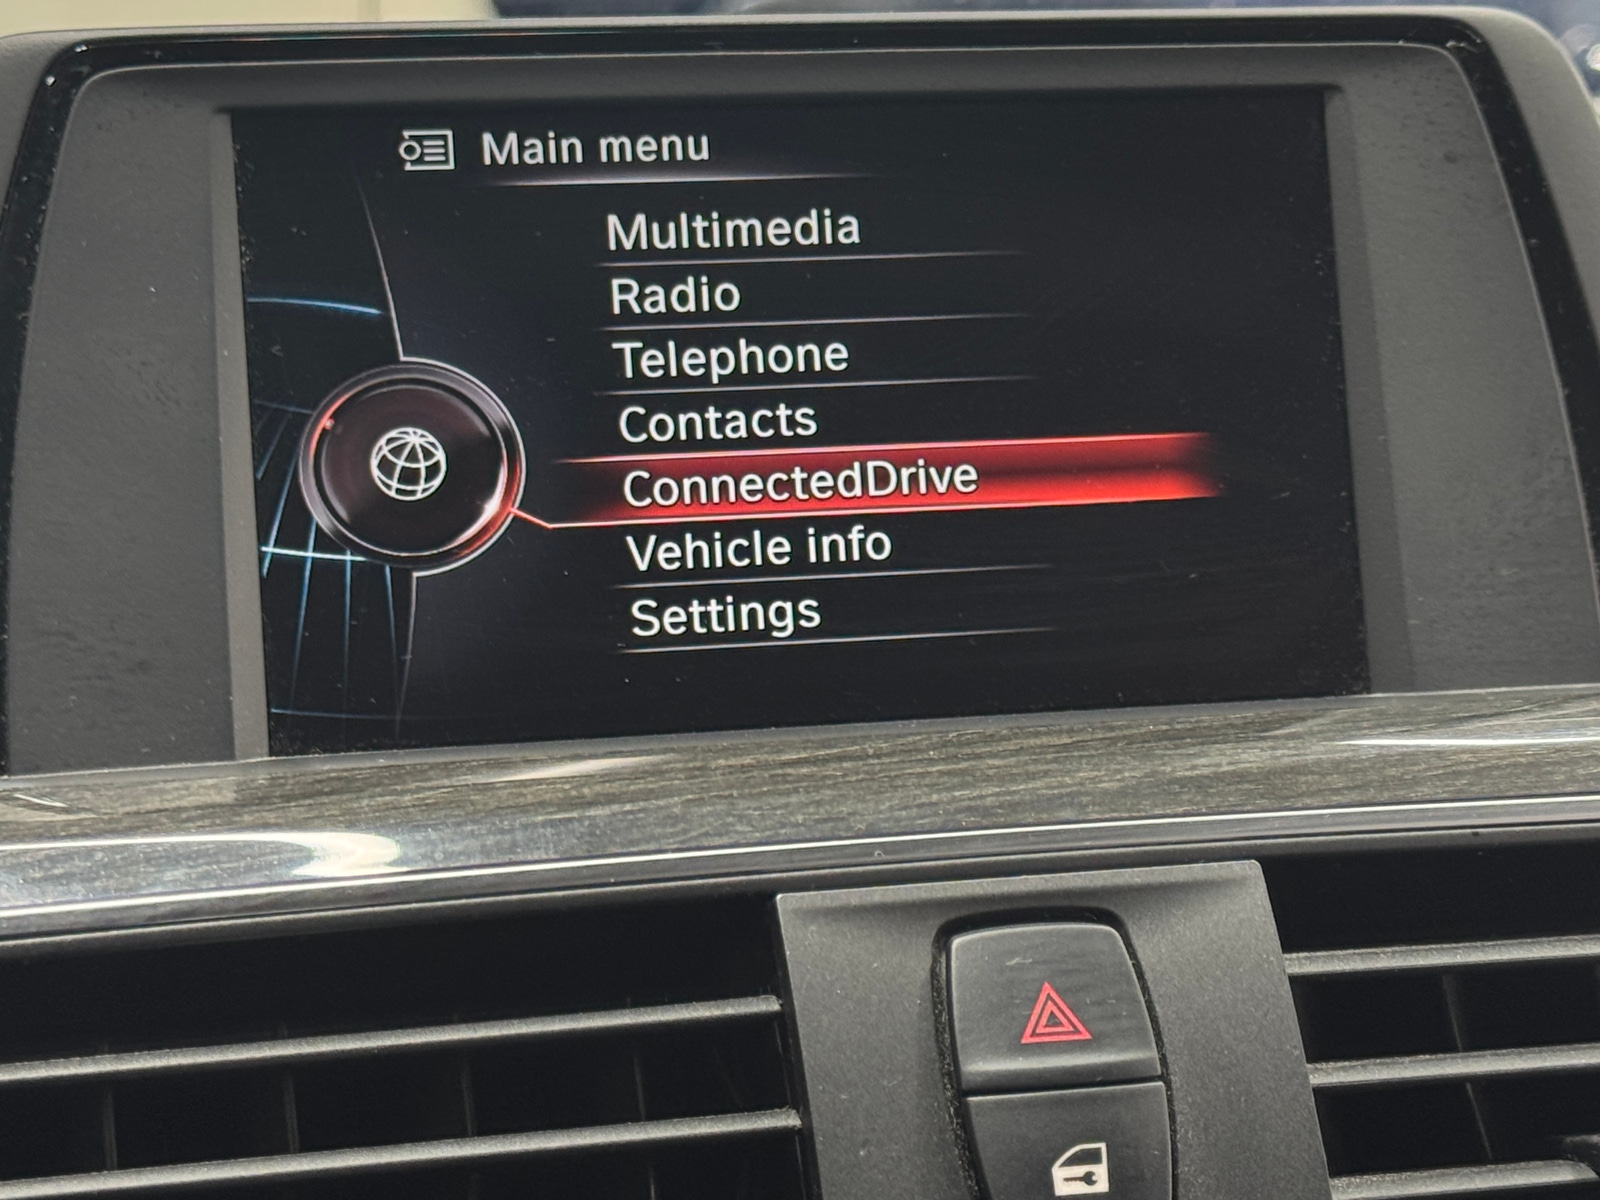 Main menu
Multimedia
Radio
Telephone
Contacts
ConnectedDrive
Vehicle info
Settings